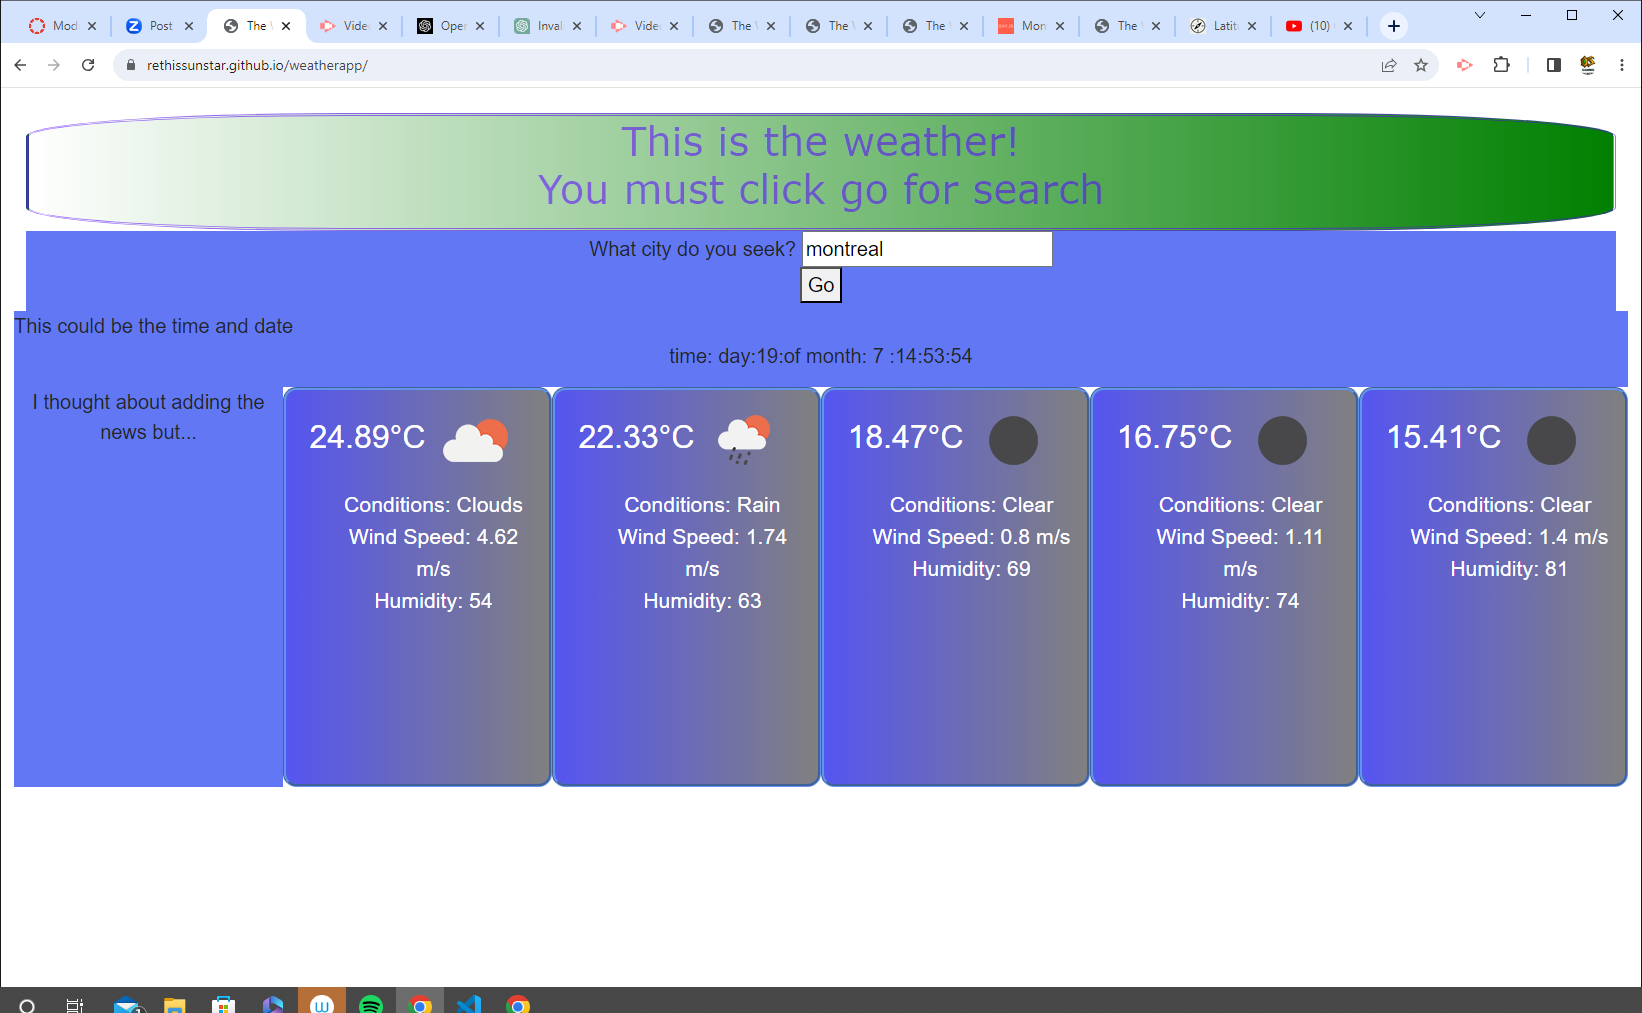 Mod
Post
The
Vide
Open
Inval
Vide
The
The
The
Mon
The
Latit
(10)
rethissunstar.github.io/weatherapp/
This is the weather!
You must click go for search
What city do you seek? montreal
Go
This could be the time and date
time: day:19:of month: 7 :14:53:54
I thought about adding the
news but...
24.89°C
Conditions: Clouds
Wind Speed: 4.62
m/s
Humidity: 54
22.33°C
Conditions: Rain
Wind Speed: 1.74
m/s
Humidity: 63
18.47°C
Conditions: Clear
Wind Speed: 0.8 m/s
Humidity: 69
16.75°C
Conditions: Clear
Wind Speed: 1.11
m/s
Humidity: 74
15.41°C
Conditions: Clear
Wind Speed: 1.4 m/s
Humidity: 81